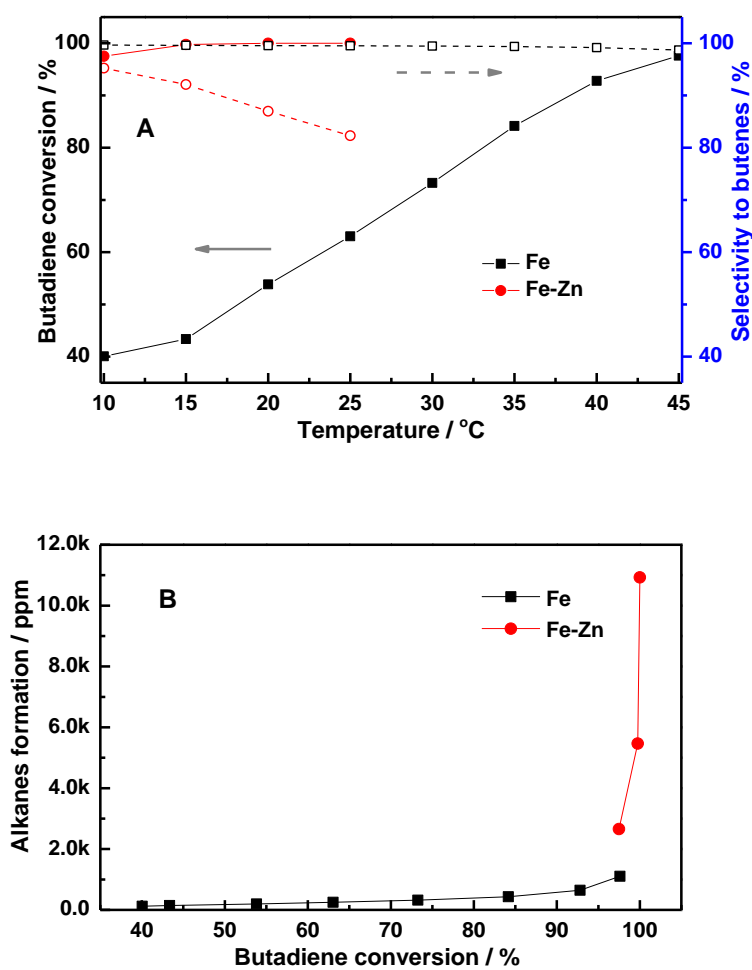 A
Butadiene conversion / %
100
80
60
40
100
80
60
40
Selectivity to butenes / %
Fe
Fe-Zn
10 15 20 25 30 35 40 45
Temperature / °C
B
Alkanes formation / ppm
12.0k
10.0k
8.0k
6.0k
4.0k
2.0k
0.0
Fe
Fe-Zn
40 50 60 70 80 90 100
Butadiene conversion / %